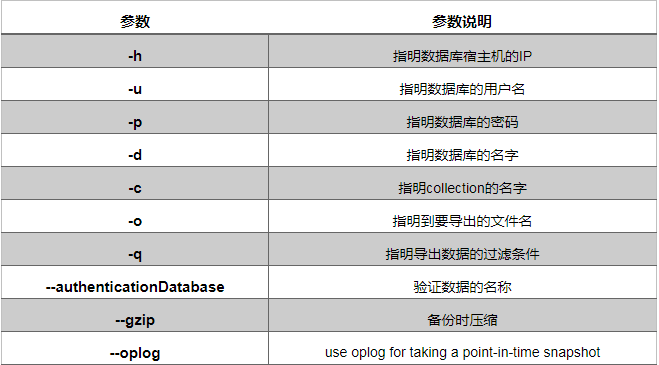 参数 参数说明
-h 指明数据库宿主机的IP
-u 指明数据库的用户名
-p 指明数据库的密码
-d 指明数据库的名字
-c 指明collection的名字
-o 指明到要导出的文件名
-q 指明导出数据的过滤条件
--authenticationDatabase 验证数据的名称
--gzip 备份时压缩
--oplog use oplog for taking a point-in-time snapshot